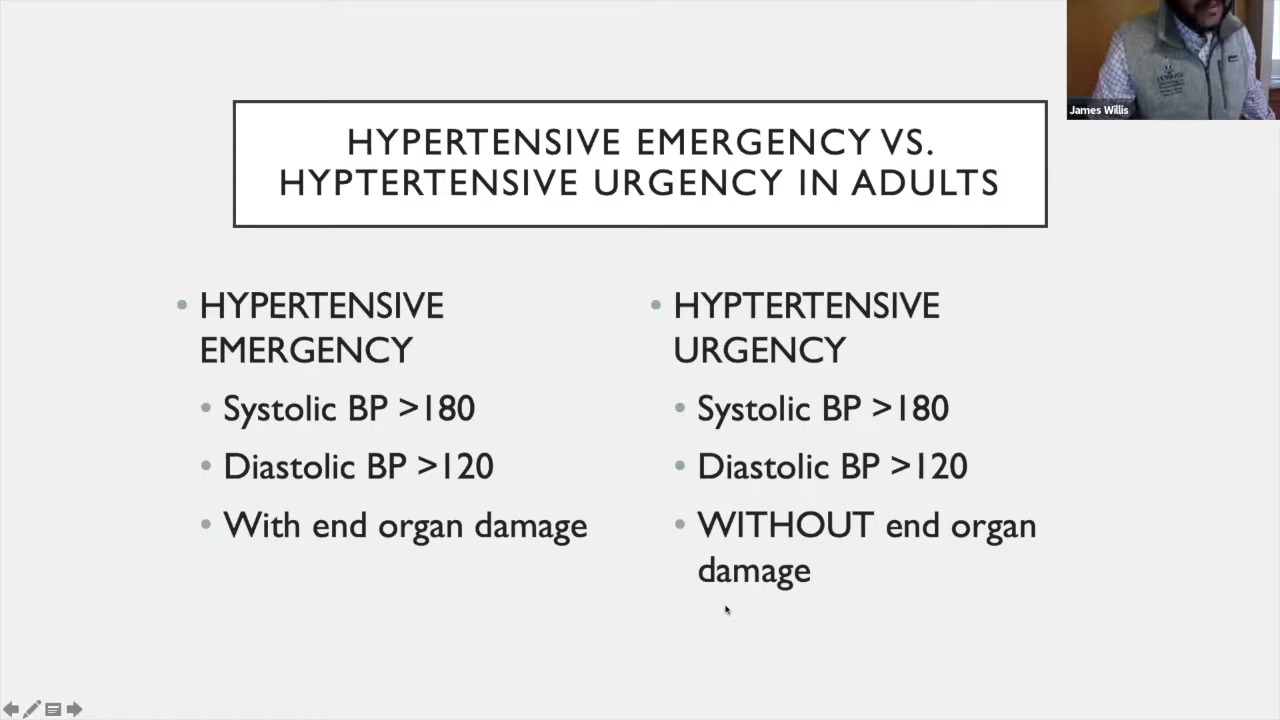 James Willis
HYPERTENSIVE EMERGENCY VS.
HYPTERTENSIVE URGENCY IN ADULTS
HYPERTENSIVE
EMERGENCY
Systolic BP >180
Diastolic BP >120
With end organ damage
HYPTERTENSIVE
URGENCY
Systolic BP >180
Diastolic BP >120
WITHOUT end organ
damage